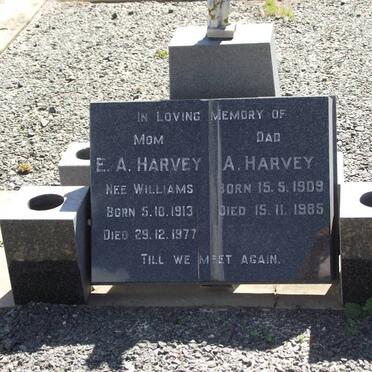 In Loving Memory of
Mom
E. A. Harvey
nee Williams
Born 5.10.1913
Died 29.12.1977
Dad
A. Harvey
Born 15.5.1909
Died 15.11.1985
Till we meet again.